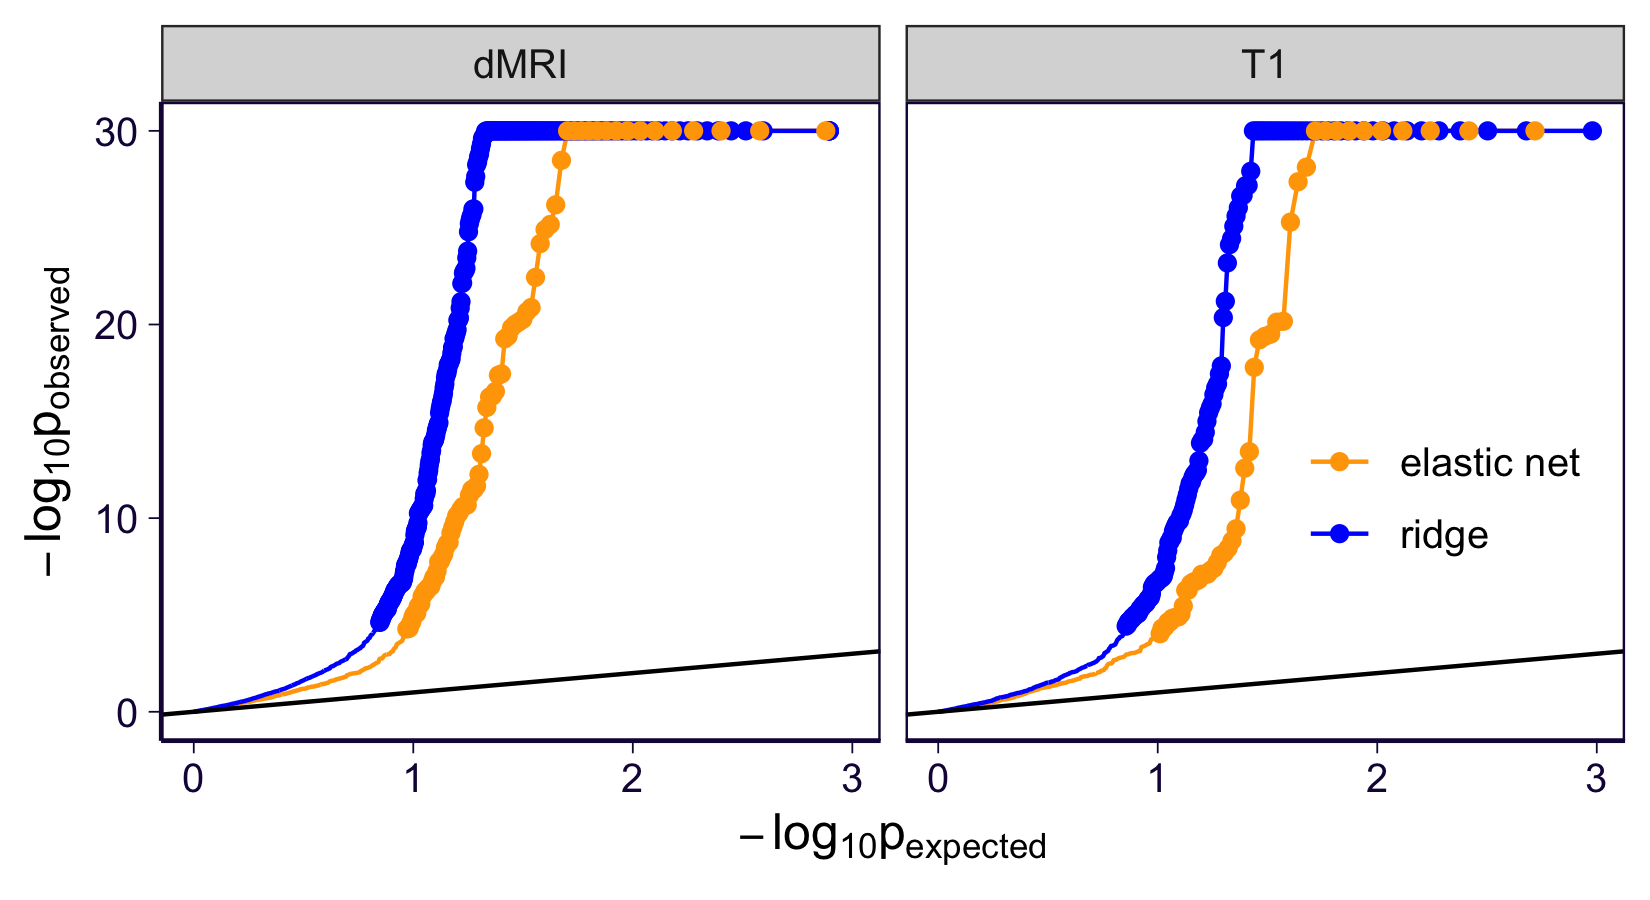 dMRI
T1
30
20
10
0
−log10pobserved
elastic net
ridge
0 1 2 3
0 1 2 3
−log10pexpected